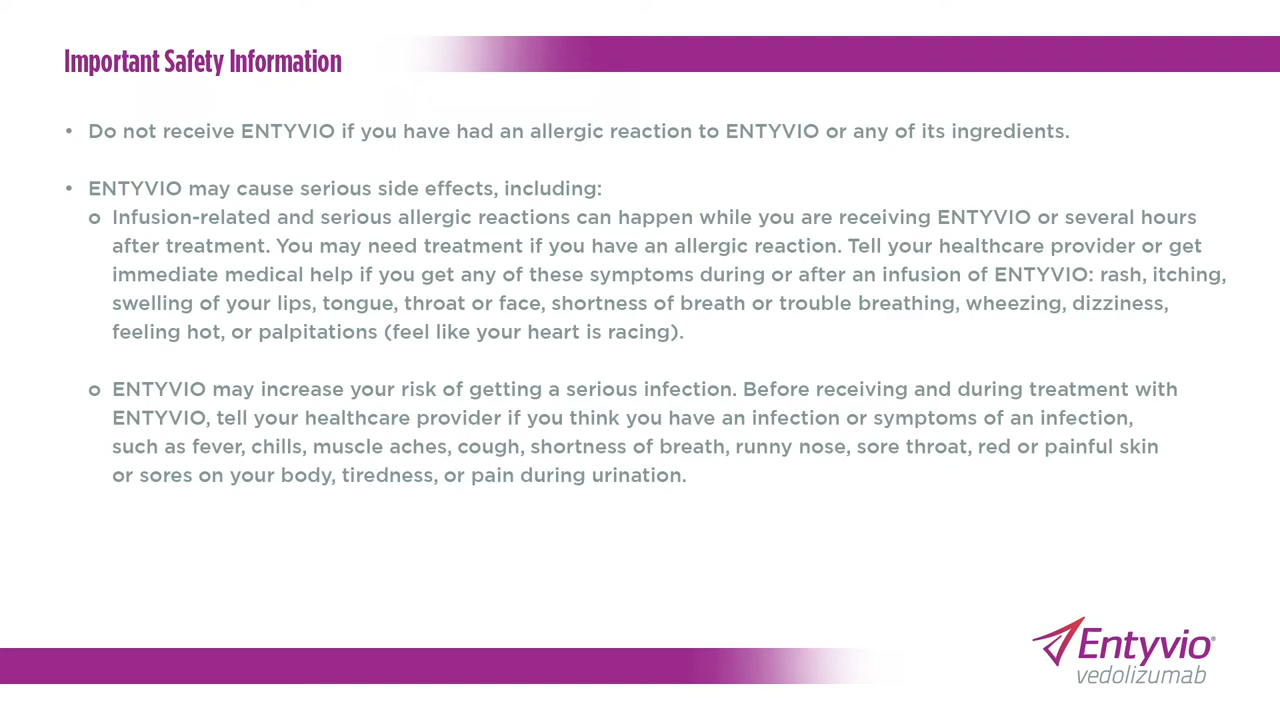 Important Safety Information
• Do not receive ENTYVIO if you have had an allergic reaction to ENTYVIO or any of its ingredients.
• ENTYVIO may cause serious side effects, including:
o Infusion-related and serious allergic reactions can happen while you are receiving ENTYVIO or several hours
after treatment. You may need treatment if you have an allergic reaction. Tell your healthcare provider or get
immediate medical help if you get any of these symptoms during or after an infusion of ENTYVIO: rash, itching,
swelling of your lips, tongue, throat or face, shortness of breath or trouble breathing, wheezing, dizziness,
feeling hot, or palpitations (feel like your heart is racing).
o ENTYVIO may increase your risk of getting a serious infection. Before receiving and during treatment with
ENTYVIO, tell your healthcare provider if you think you have an infection or symptoms of an infection,
such as fever, chills, muscle aches, cough, shortness of breath, runny nose, sore throat, red or painful skin
or sores on your body, tiredness, or pain during urination.
Entyvio®
vedolizumab